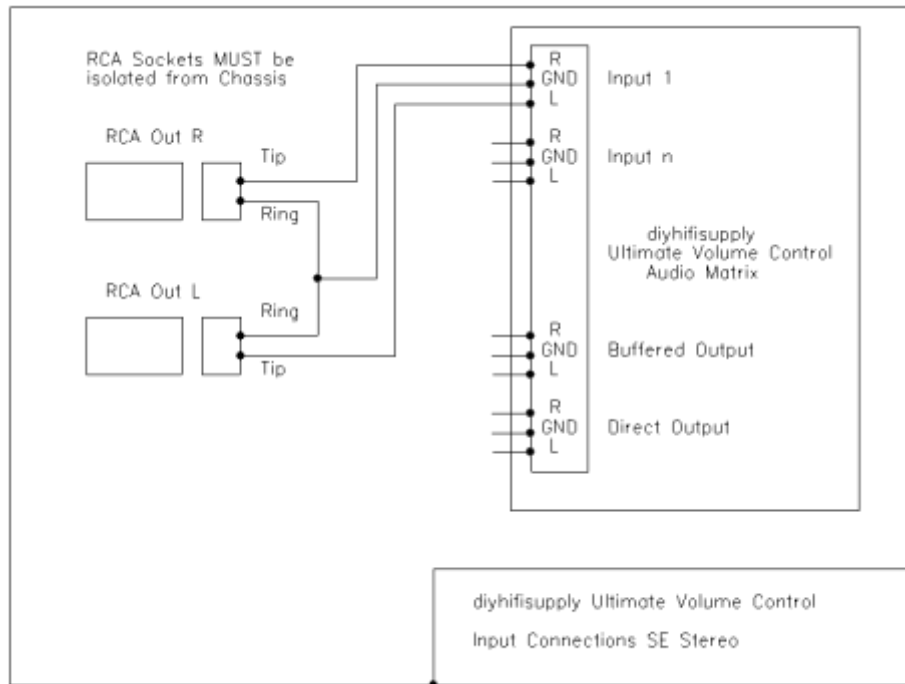 RCA Sockets MUST be
isolated from Chassis
RCA Out R
Tip
Ring
RCA Out L
Ring
Tip
R
GND
L
Input 1
R
GND
L
Input n
diyhifisupply
Ultimate Volume Control
Audio Matrix
R
GND
L
Buffered Output
R
GND
L
Direct Output
diyhifisupply Ultimate Volume Control
Input Connections SE Stereo